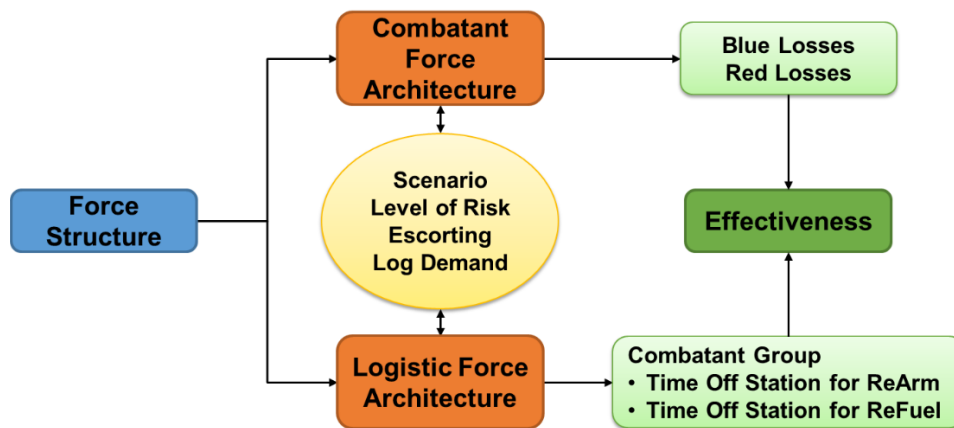 Combatant
Force
Architecture
Blue Losses
Red Losses
Scenario
Level of Risk
Escorting
Log Demand
Force
Structure
Effectiveness
Logistic Force
Architecture
Combatant Group
• Time Off Station for ReArm
• Time Off Station for ReFuel